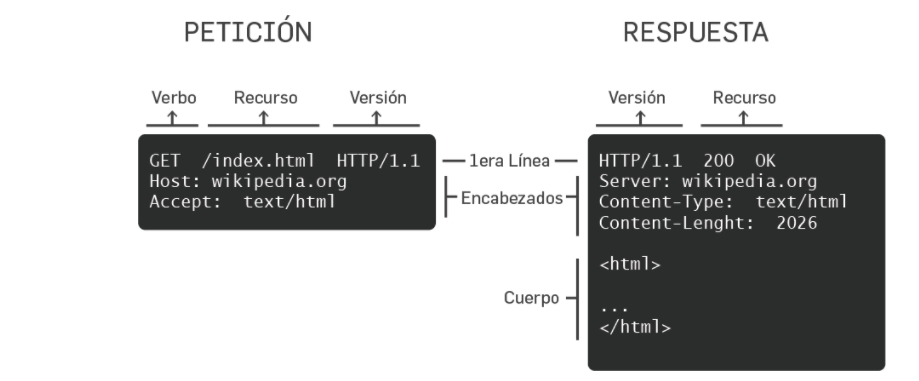 PETICIÓN
RESPUESTA
Verbo Recurso Versión
Versión Recurso
GET /index.html HTTP/1.1
Host: wikipedia.org
Accept: text/html
1era Línea
Encabezados
Cuerpo
HTTP/1.1 200 OK
Server: wikipedia.org
Content-Type: text/html
Content-Lenght: 2026
<html>
...
</html>